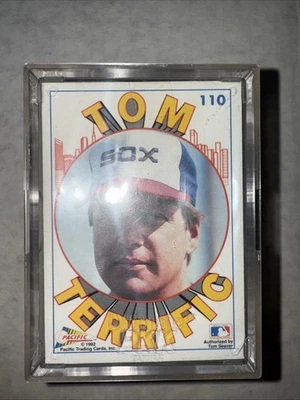 TOM
110
SOX
TERRIFIC
PACIFIC
© 1992
Pacific Trading Cards, Inc.
Authorized by
Tom Seaver